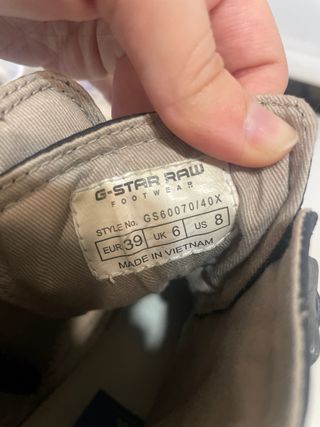 G-STAR RAW
FOOTWEAR
STYLE No. GS60070/40X
EUR 39 UK 6 US 8
MADE IN VIETNAM